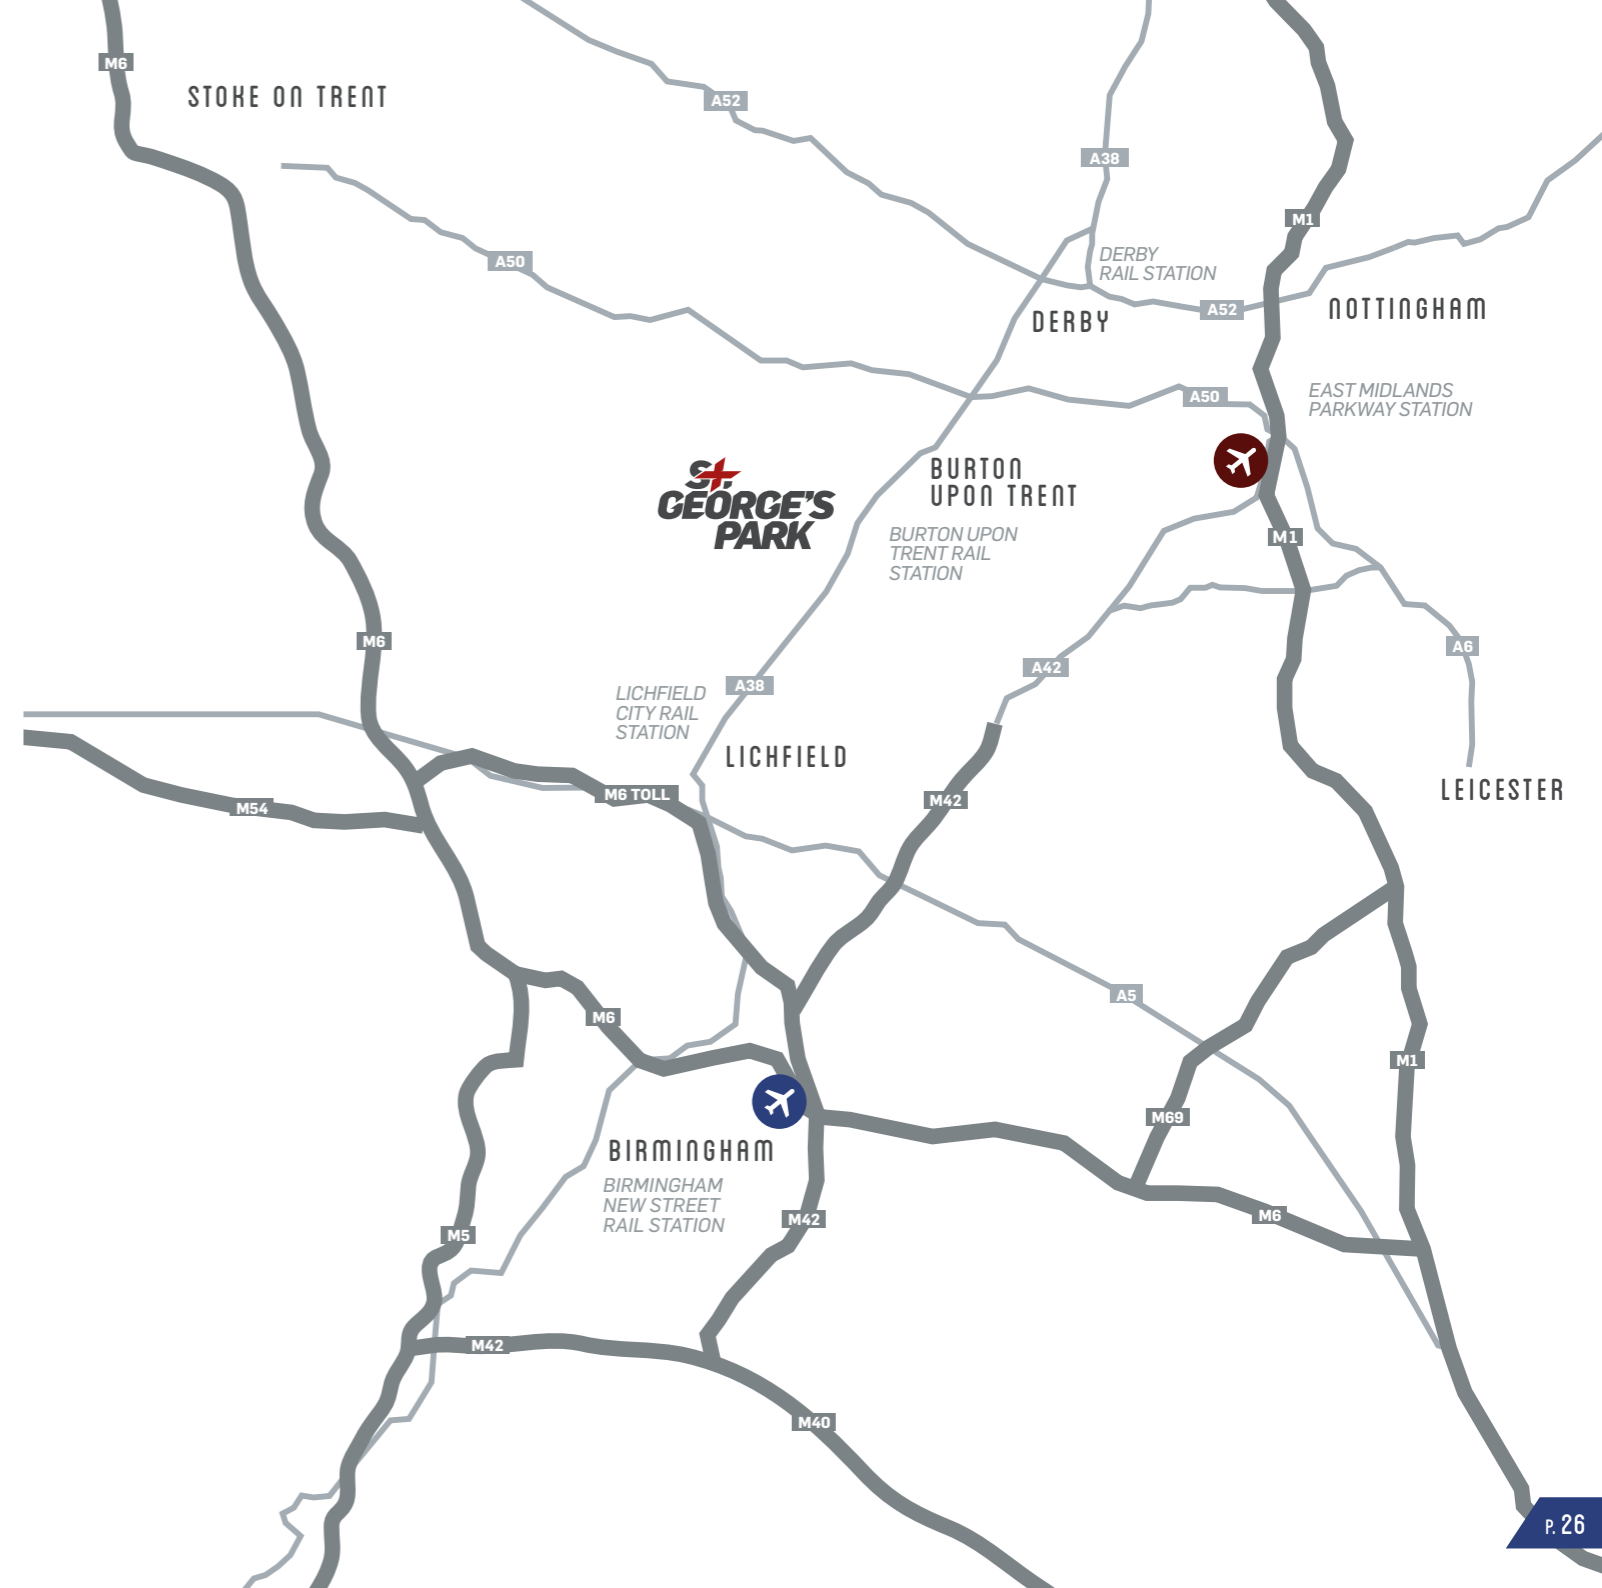 M6
STOKE ON TRENT
A52
A38
M1
A50
DERBY
RAIL STATION
A52
NOTTINGHAM
DERBY
A50
EAST MIDLANDS
PARKWAY STATION
ST.
GEORGE'S
PARK
BURTON
UPON TRENT
BURTON UPON
TRENT RAIL
STATION
M1
M6
A6
A42
A38
LICHFIELD
CITY RAIL
STATION
LICHFIELD
LEICESTER
M6 TOLL
M54
M42
A5
M6
M1
M69
BIRMINGHAM
BIRMINGHAM
NEW STREET
RAIL STATION
M42
M6
M5
M42
M40
P. 26